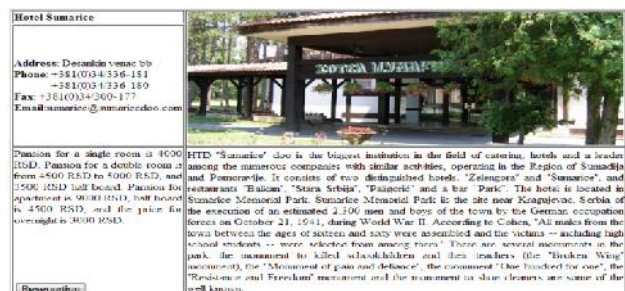 Hotel Sumarice
Address: Desankin venac bb
Phone: +381(0)34/336-181
+381(0)34/336-180
Fax: +381(0)34/300-177
Email:sumarice@sumaricedoo.com
Pansion for a single room is 4000
RSD. Pansion for a double room is
from 4500 RSD to 5000 RSD, and
3500 RSD half board. Pansion for
apartment is 9000 RSD, half board
is 4500 RSD, and the price for
overnight is 3000 RSD.
Reservation
HTD "Sumarice" doo is the biggest institution in the field of catering, hotels and a leader
among the numerous companies with similar activities, operating in the Region of Sumadija
and Pomoravlje. It consists of two distinguished hotels, "Zelengora" and "Sumarice", and
restaurants "Balkan", "Stara Srbija", "Paligoric" and a bar "Park". The hotel is located in
Sumarice Memorial Park. Sumarice Memorial Park iis the site near Kragujevac, Serbia of
the execution of an estimated 2,300 men and boys of the town by the German occupation
forces on October 21, 1941, during World War II. According to Cohen, "All males from the
town between the ages of sixteen and sixty were assembled and the victims -- including high
school students -- were selected from among them." There are several monuments in the
park: the monument to killed schoolchildren and their teachers (the "Broken Wing"
monument), the "Monument of pain and defiance", the monument "One hundred for one", the
"Resistance and Freedom" monument and the monument to shoe cleaners are some of the
well known.